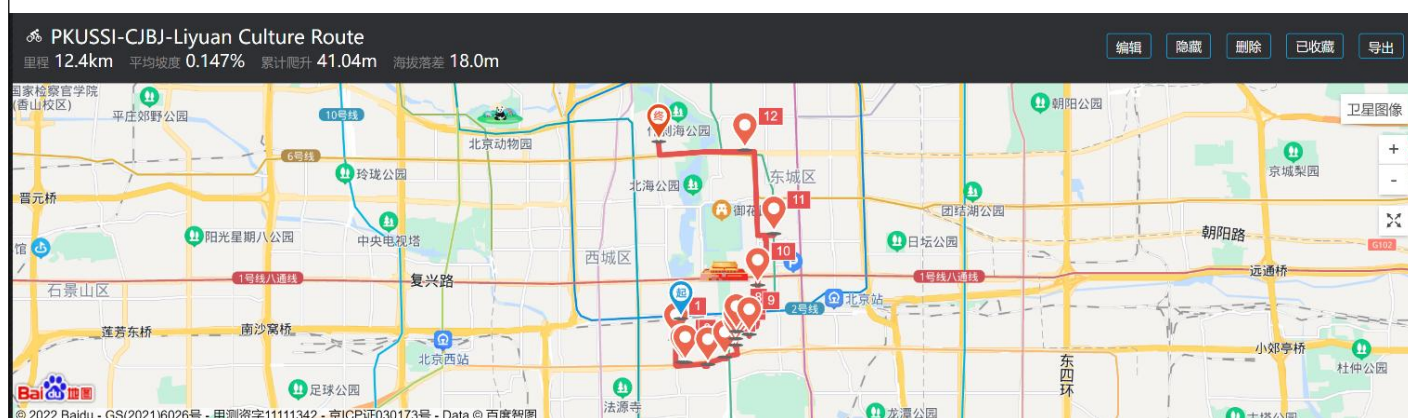 PKUSSI-CJBJ-Liyuan Culture Route
里程 12.4km 平均坡度 0.147% 累计爬升 41.04m 海拔落差 18.0m
编辑 隐藏 删除 已收藏 导出
国家检察官学院
(香山校区)
平庄郊野公园
10号线
北京动物园
终
海公园
12
朝阳公园
卫星图像
6号线
玲珑公园
东城区
京城梨园
+
-
晋元桥
北海公园
御花
11
团结湖公园
馆
阳光星期八公园
中央电视塔
西城区
10
日坛公园
朝阳路
G102
石景山区
1号线八通线
复兴路
1号线八通线
远通桥
起
1
8
9
2号线
北京站
莲芳东桥
南沙窝桥
北京西站
小郊亭桥
东四环
杜仲公园
Bai du 地图
足球公园
法源寺
龙潭公园
古塔公园
© 2022 Baidu - GS(2021)6026号 - 甲测资字11111342 - 京ICP证030173号 - Data © 百度智图